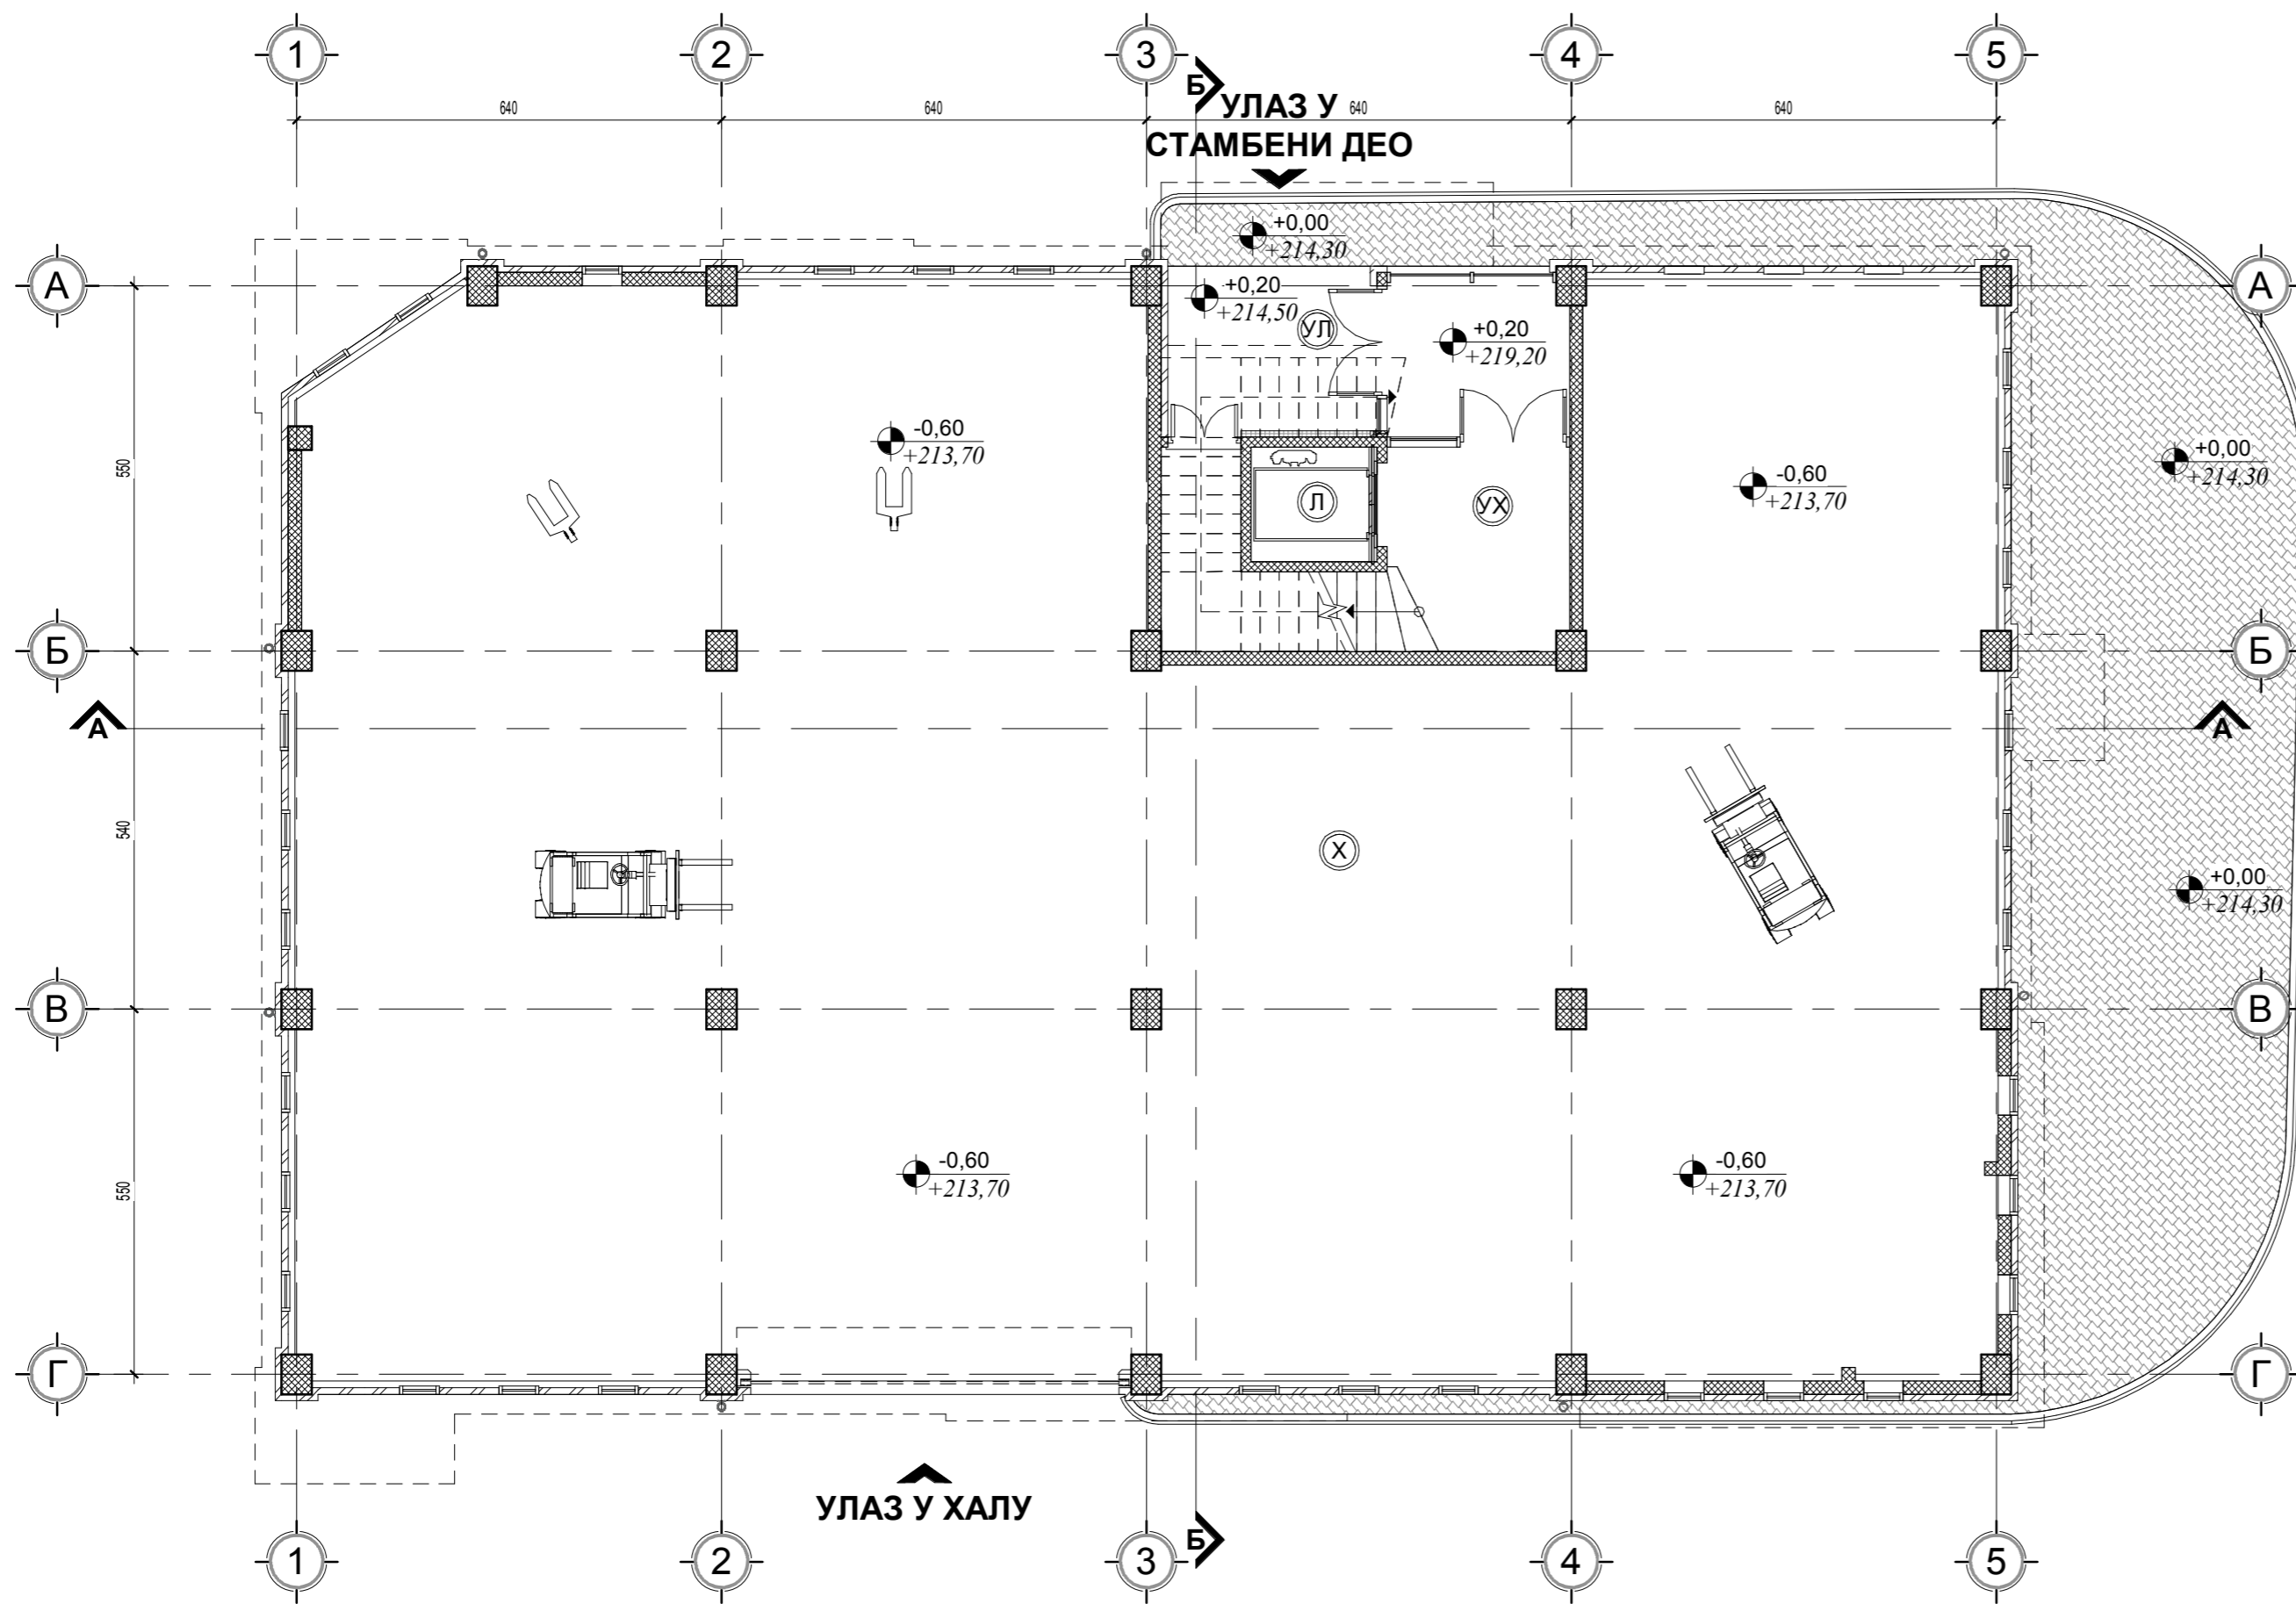 1
2
3
4
5
Б
640
640
640
640
УЛАЗ У
СТАМБЕНИ ДЕО
+0,00
+214,30
А
А
+0,20
+214,50
УЛ
+0,20
+219,20
-0,60
+213,70
550
+0,00
+214,30
-0,60
+213,70
Л
УХ
Б
Б
А
А
540
Х
+0,00
+214,30
В
В
-0,60
+213,70
-0,60
+213,70
550
Г
Г
УЛАЗ У ХАЛУ
Б
1
2
3
4
5